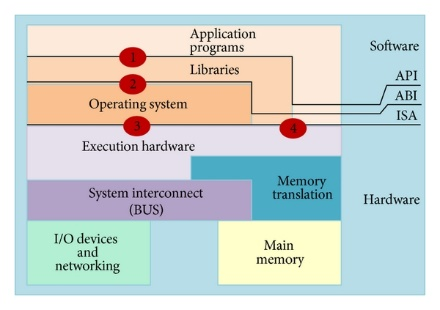 Application
programs
Software
1
Libraries
API
2
ABI
Operating system
ISA
3
4
Execution hardware
Memory
translation
System interconnect
(BUS)
Hardware
I/O devices
and
networking
Main
memory